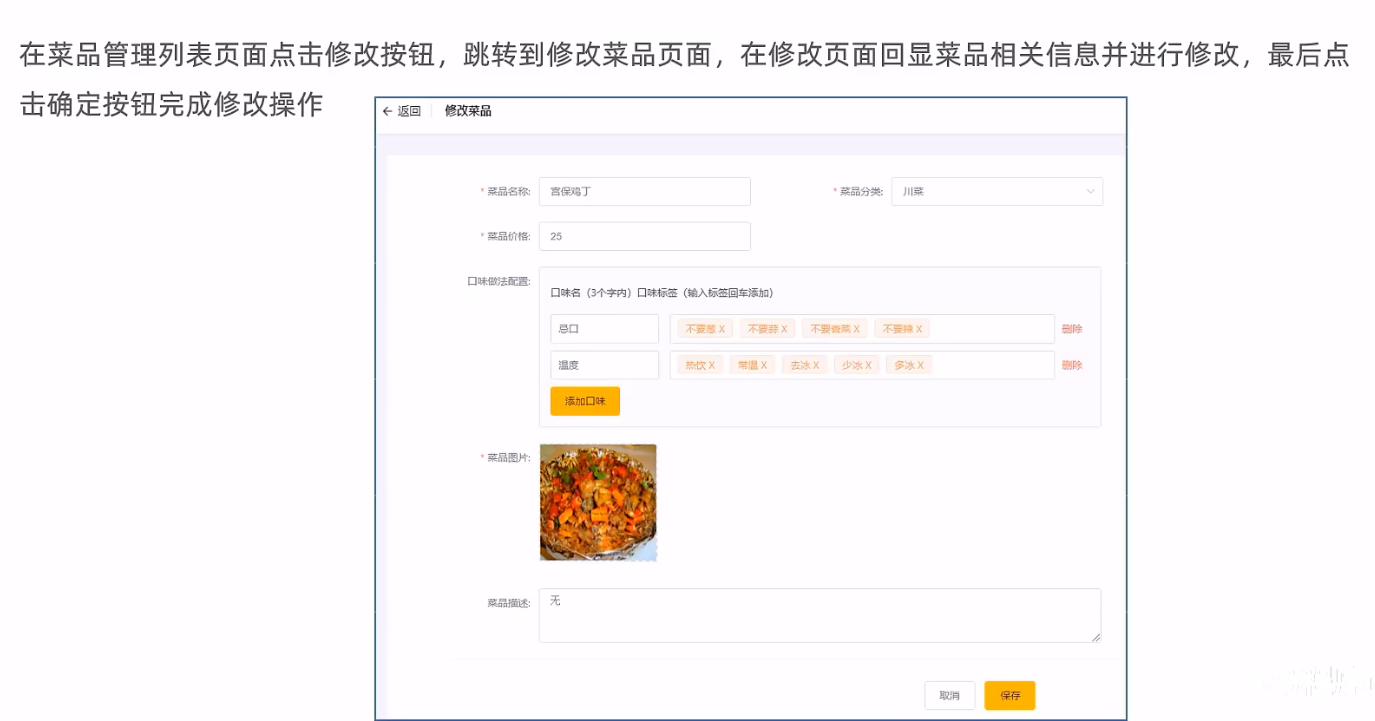 在菜品管理列表页面点击修改按钮，跳转到修改菜品页面，在修改页面回显菜品相关信息并进行修改，最后点
击确定按钮完成修改操作
← 返回 修改菜品
* 菜品名称: 宫保鸡丁 * 菜品分类: 川菜
* 菜品价格: 25
口味做法配置:
口味名（3个字内）口味标签（输入标签回车添加）
忌口 不要葱 X 不要蒜 X 不要香菜 X 不要辣 X 删除
温度 热饮 X 常温 X 去冰 X 少冰 X 多冰 X 删除
添加口味
* 菜品图片:
菜品描述: 无
取消 保存